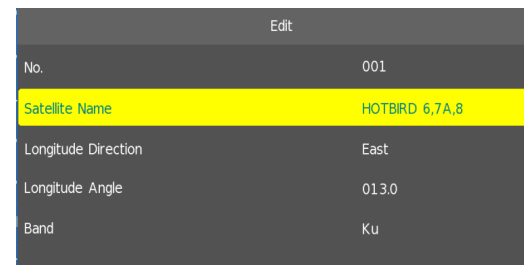 Edit
No. 001
Satellite Name HOTBIRD 6,7A,8
Longitude Direction East
Longitude Angle 013.0
Band Ku